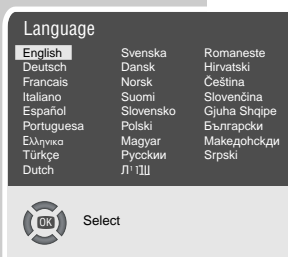 Language
English Svenska Romaneste
Deutsch Dansk Hirvatski
Francais Norsk Čeština
Italiano Suomi Slovenčina
Español Slovensko Gjuha Shqipe
Portuguesa Polski Български
Ελληνικα Magyar Македоhскди
Türkçe Русскии Srpski
Dutch
OK Select